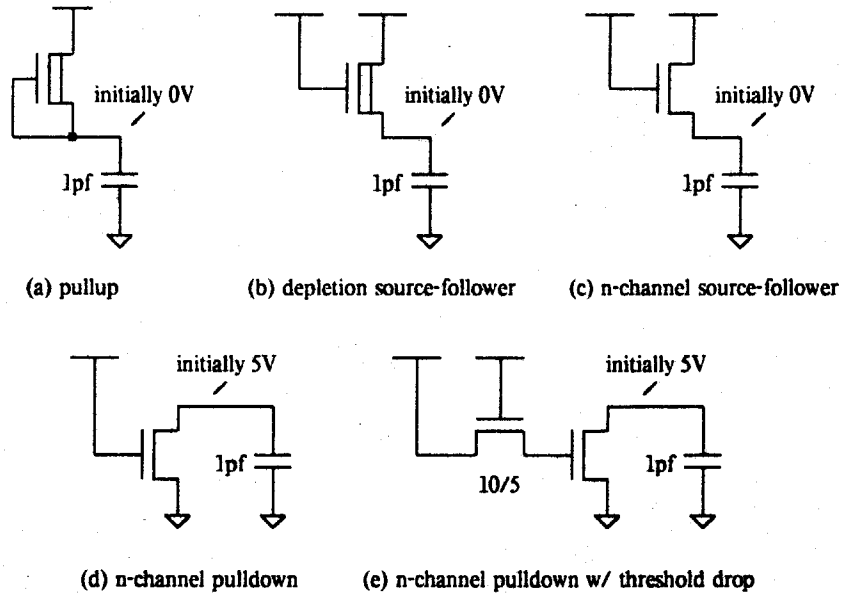 initially 0V
initially 0V
initially 0V
1pf
1pf
1pf
(a) pullup
(b) depletion source-follower
(c) n-channel source-follower
initially 5V
initially 5V
1pf
1pf
10/5
(d) n-channel pulldown
(e) n-channel pulldown w/ threshold drop